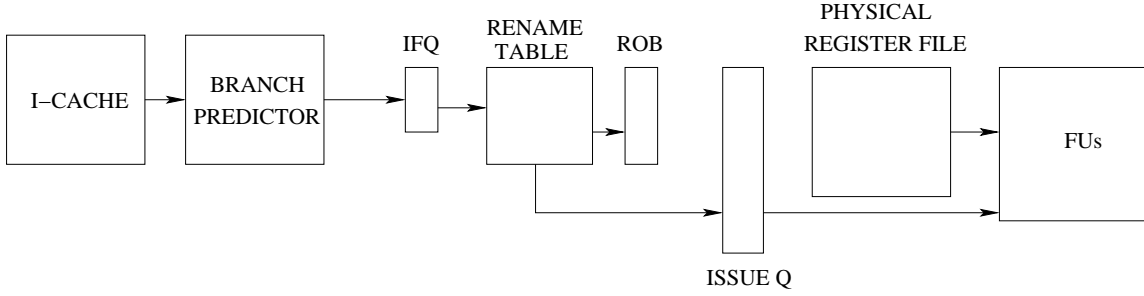 I-CACHE
BRANCH
PREDICTOR
IFQ
RENAME
TABLE
ROB
ISSUE Q
PHYSICAL
REGISTER FILE
FUs